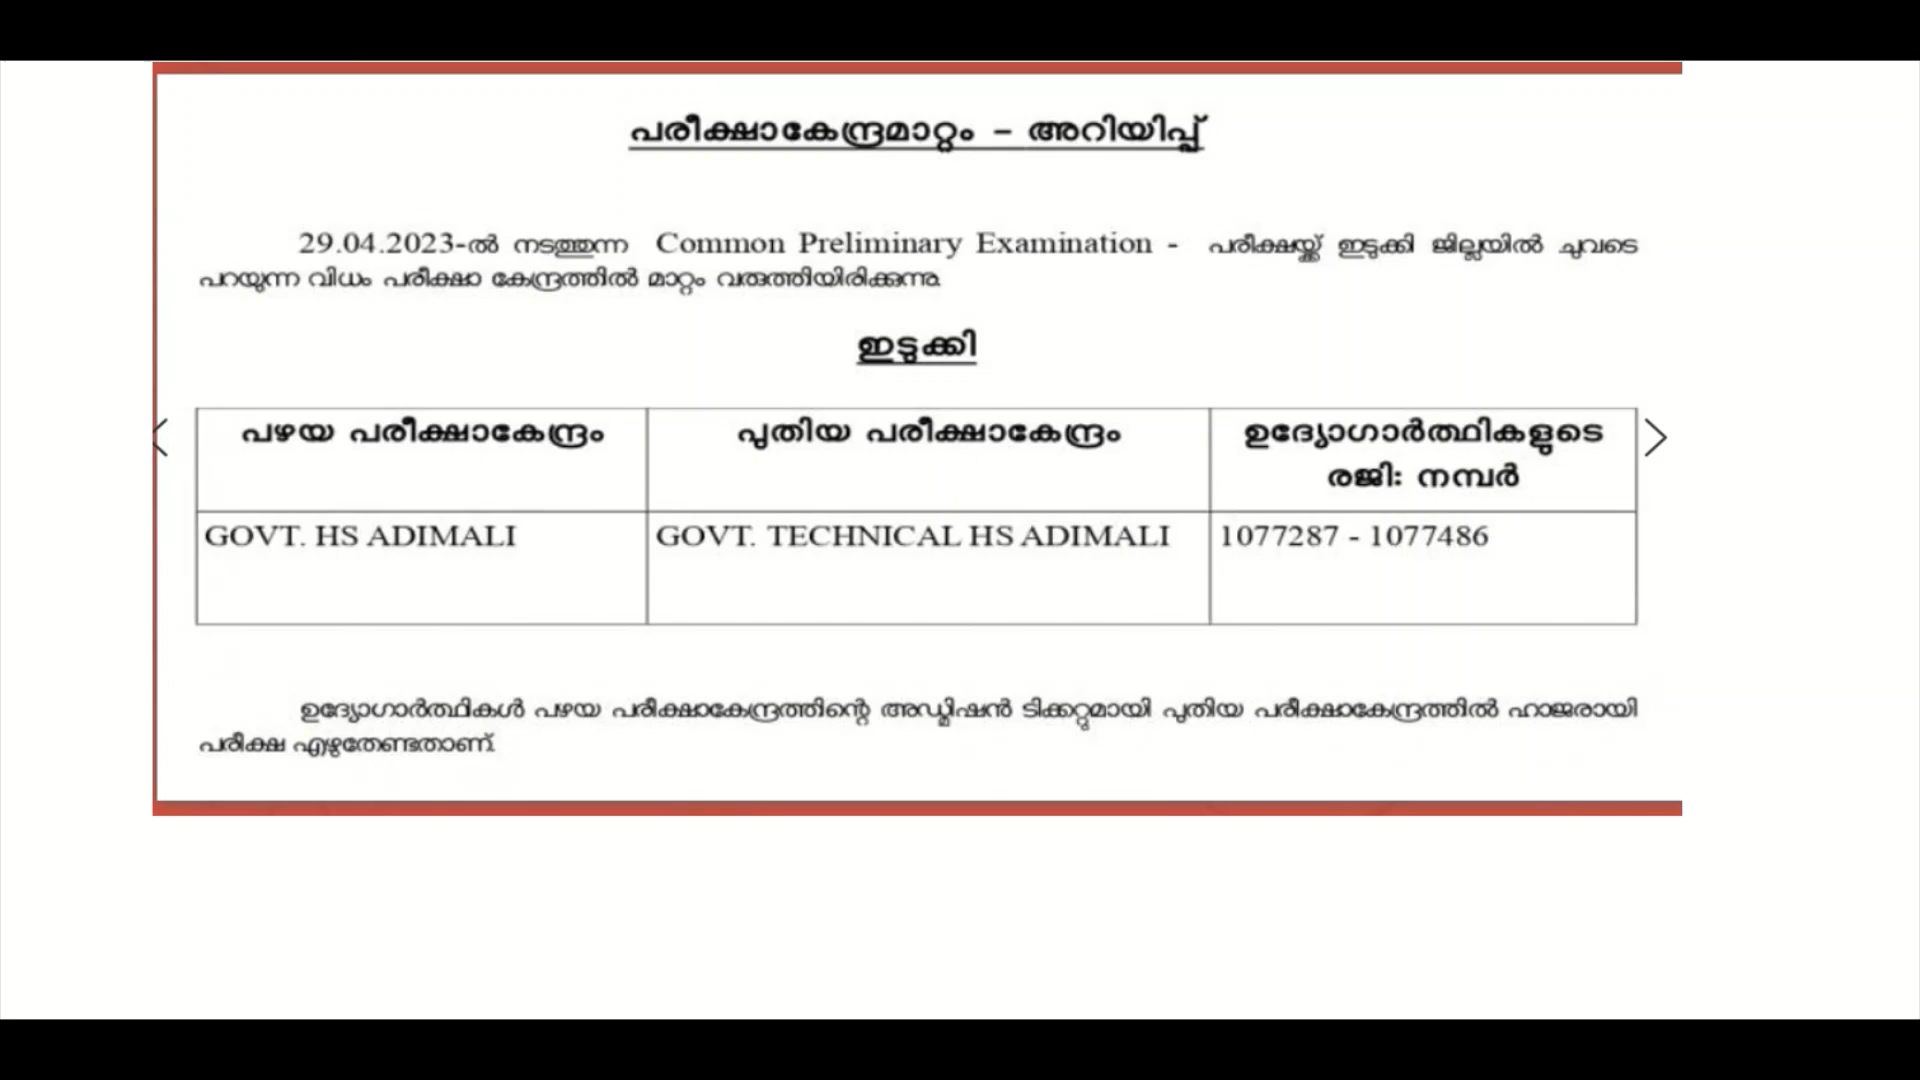 പരീക്ഷാകേന്ദ്രമാറ്റം - അറിയിപ്പ്
29.04.2023-ൽ നടത്തുന്ന Common Preliminary Examination - പരീക്ഷയ്ക്ക് ഇടുക്കി ജില്ലയിൽ ചുവടെ
പറയുന്ന വിധം പരീക്ഷാ കേന്ദ്രത്തിൽ മാറ്റം വരുത്തിയിരിക്കുന്നു.
ഇടുക്കി
പഴയ പരീക്ഷാകേന്ദ്രം പുതിയ പരീക്ഷാകേന്ദ്രം ഉദ്യോഗാർത്ഥികളുടെ
രജി: നമ്പർ
GOVT. HS ADIMALI GOVT. TECHNICAL HS ADIMALI 1077287 - 1077486
ഉദ്യോഗാർത്ഥികൾ പഴയ പരീക്ഷാകേന്ദ്രത്തിന്റെ അഡ്മിഷൻ ടിക്കറ്റുമായി പുതിയ പരീക്ഷാകേന്ദ്രത്തിൽ ഹാജരായി
പരീക്ഷ എഴുതേണ്ടതാണ്.